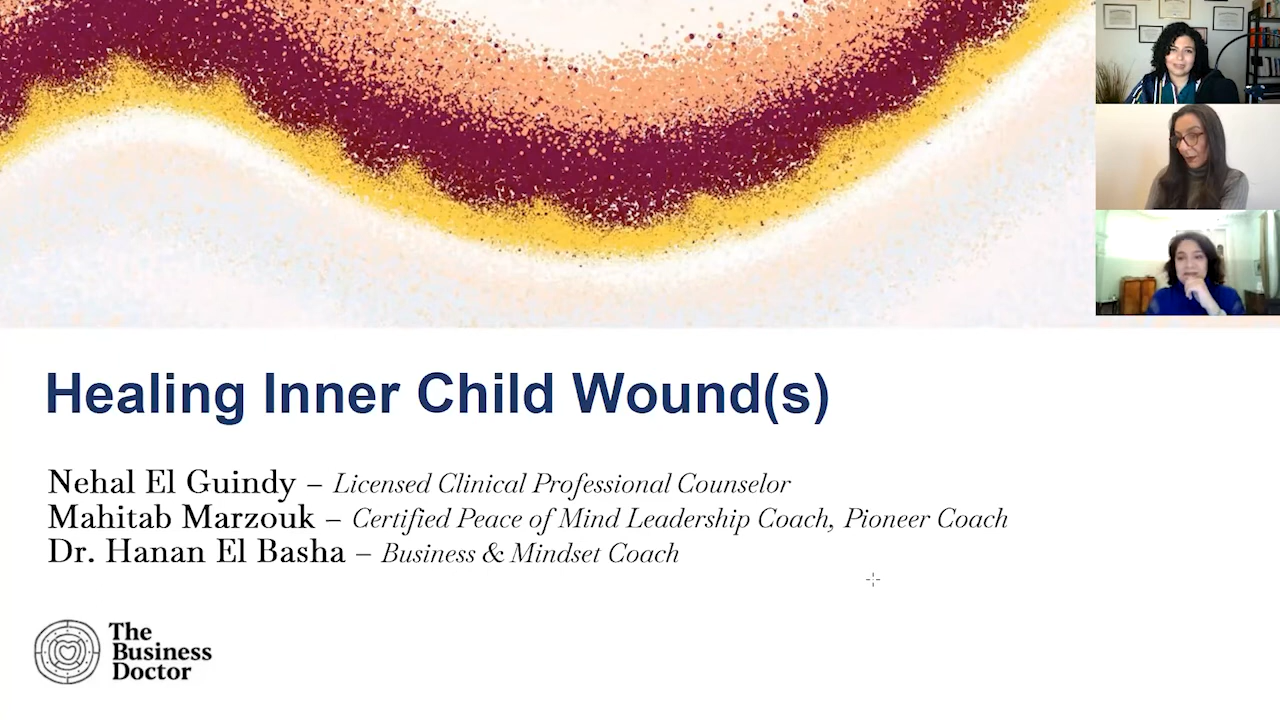 Healing Inner Child Wound(s)
Nehal El Guindy – Licensed Clinical Professional Counselor
Mahitab Marzouk – Certified Peace of Mind Leadership Coach, Pioneer Coach
Dr. Hanan El Basha – Business & Mindset Coach
The
Business
Doctor